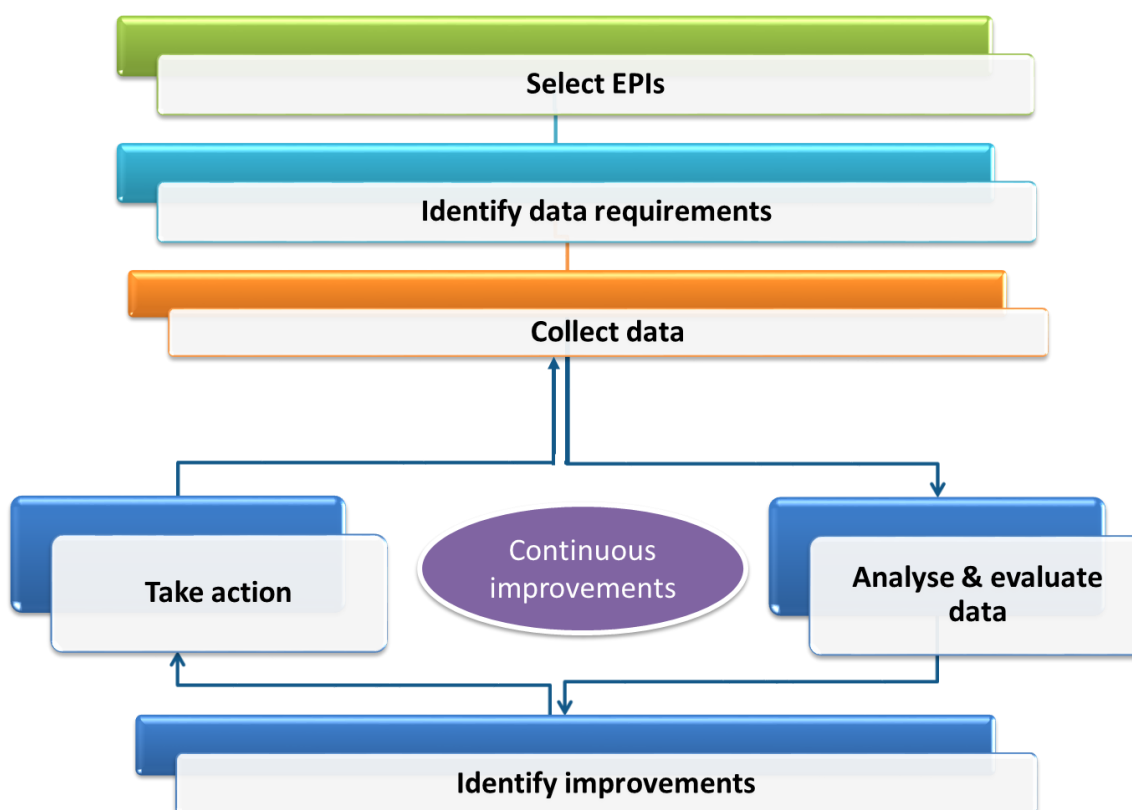 Select EPIs
Identify data requirements
Collect data
Continuous
improvements
Take action
Analyse & evaluate
data
Identify improvements